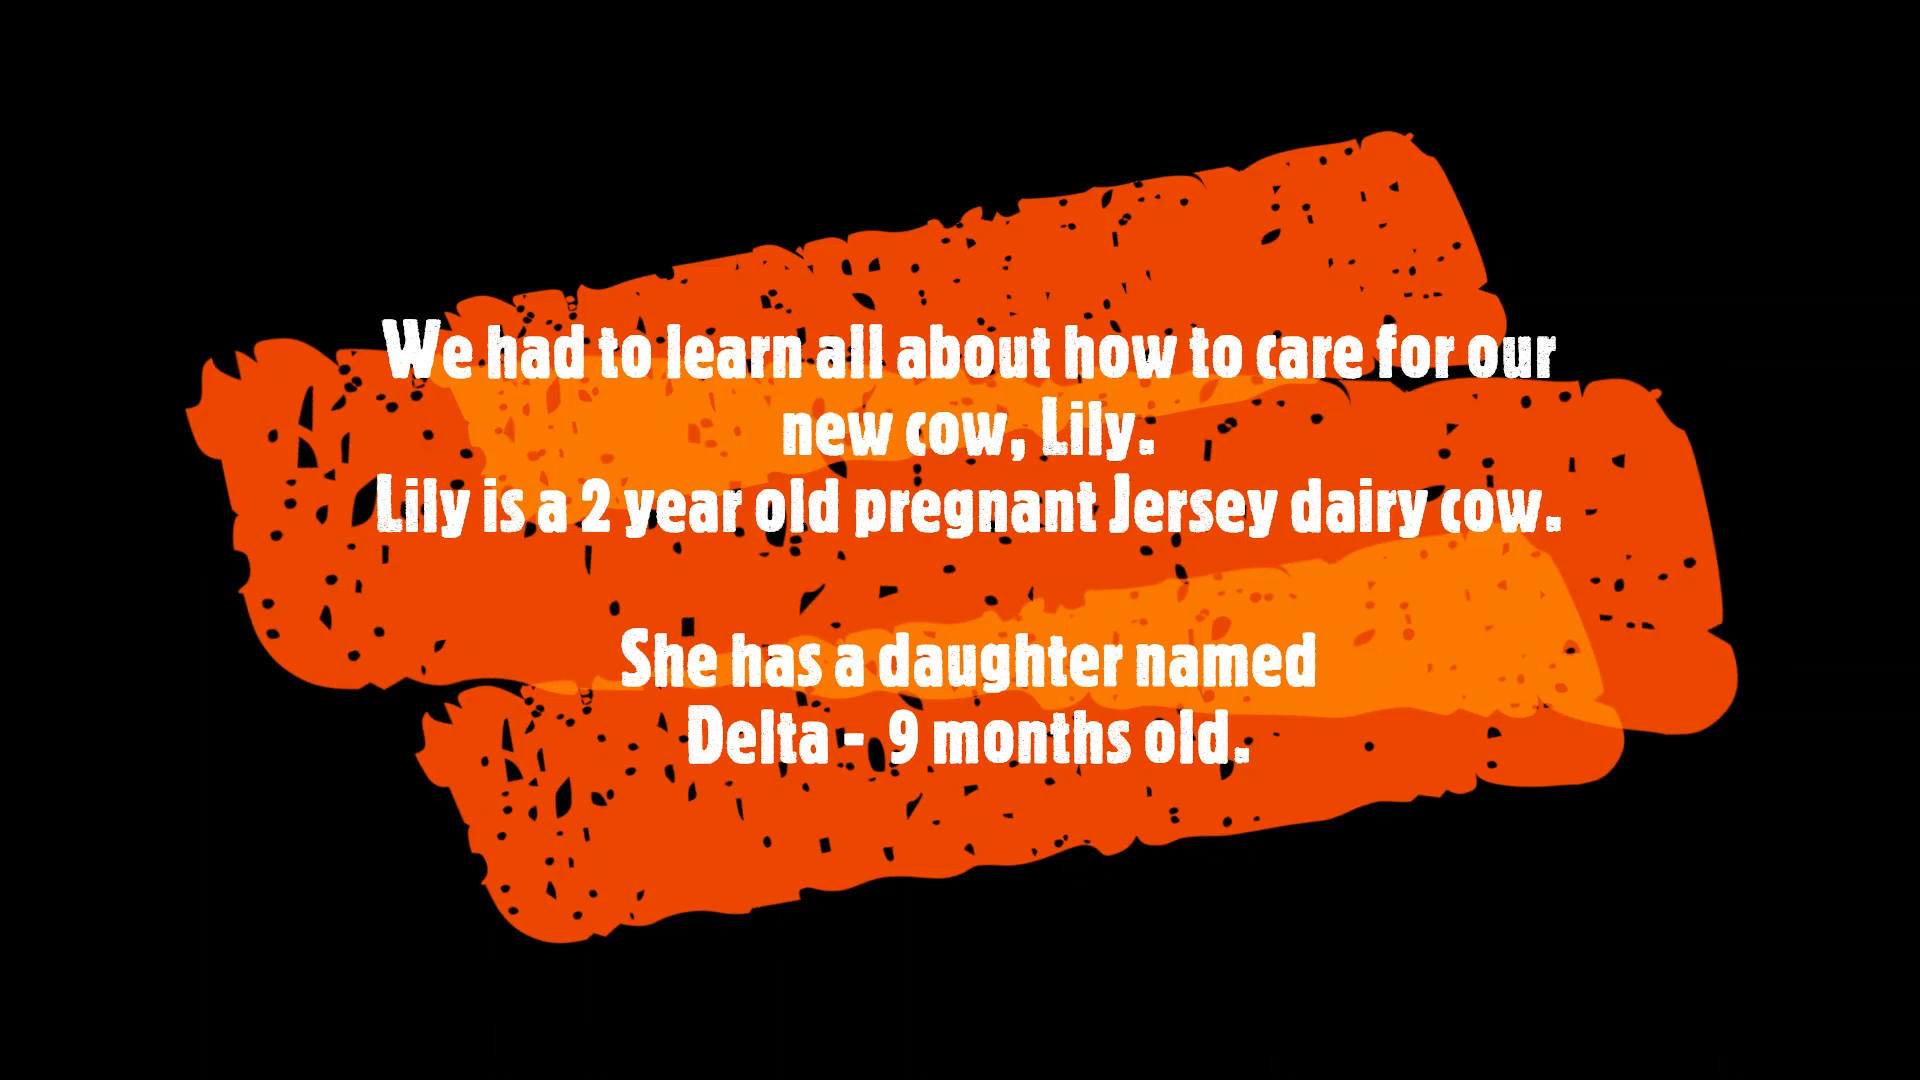 We had to learn all about how to care for our
new cow, Lily.
Lily is a 2 year old pregnant Jersey dairy cow.
She has a daughter named
Delta - 9 months old.